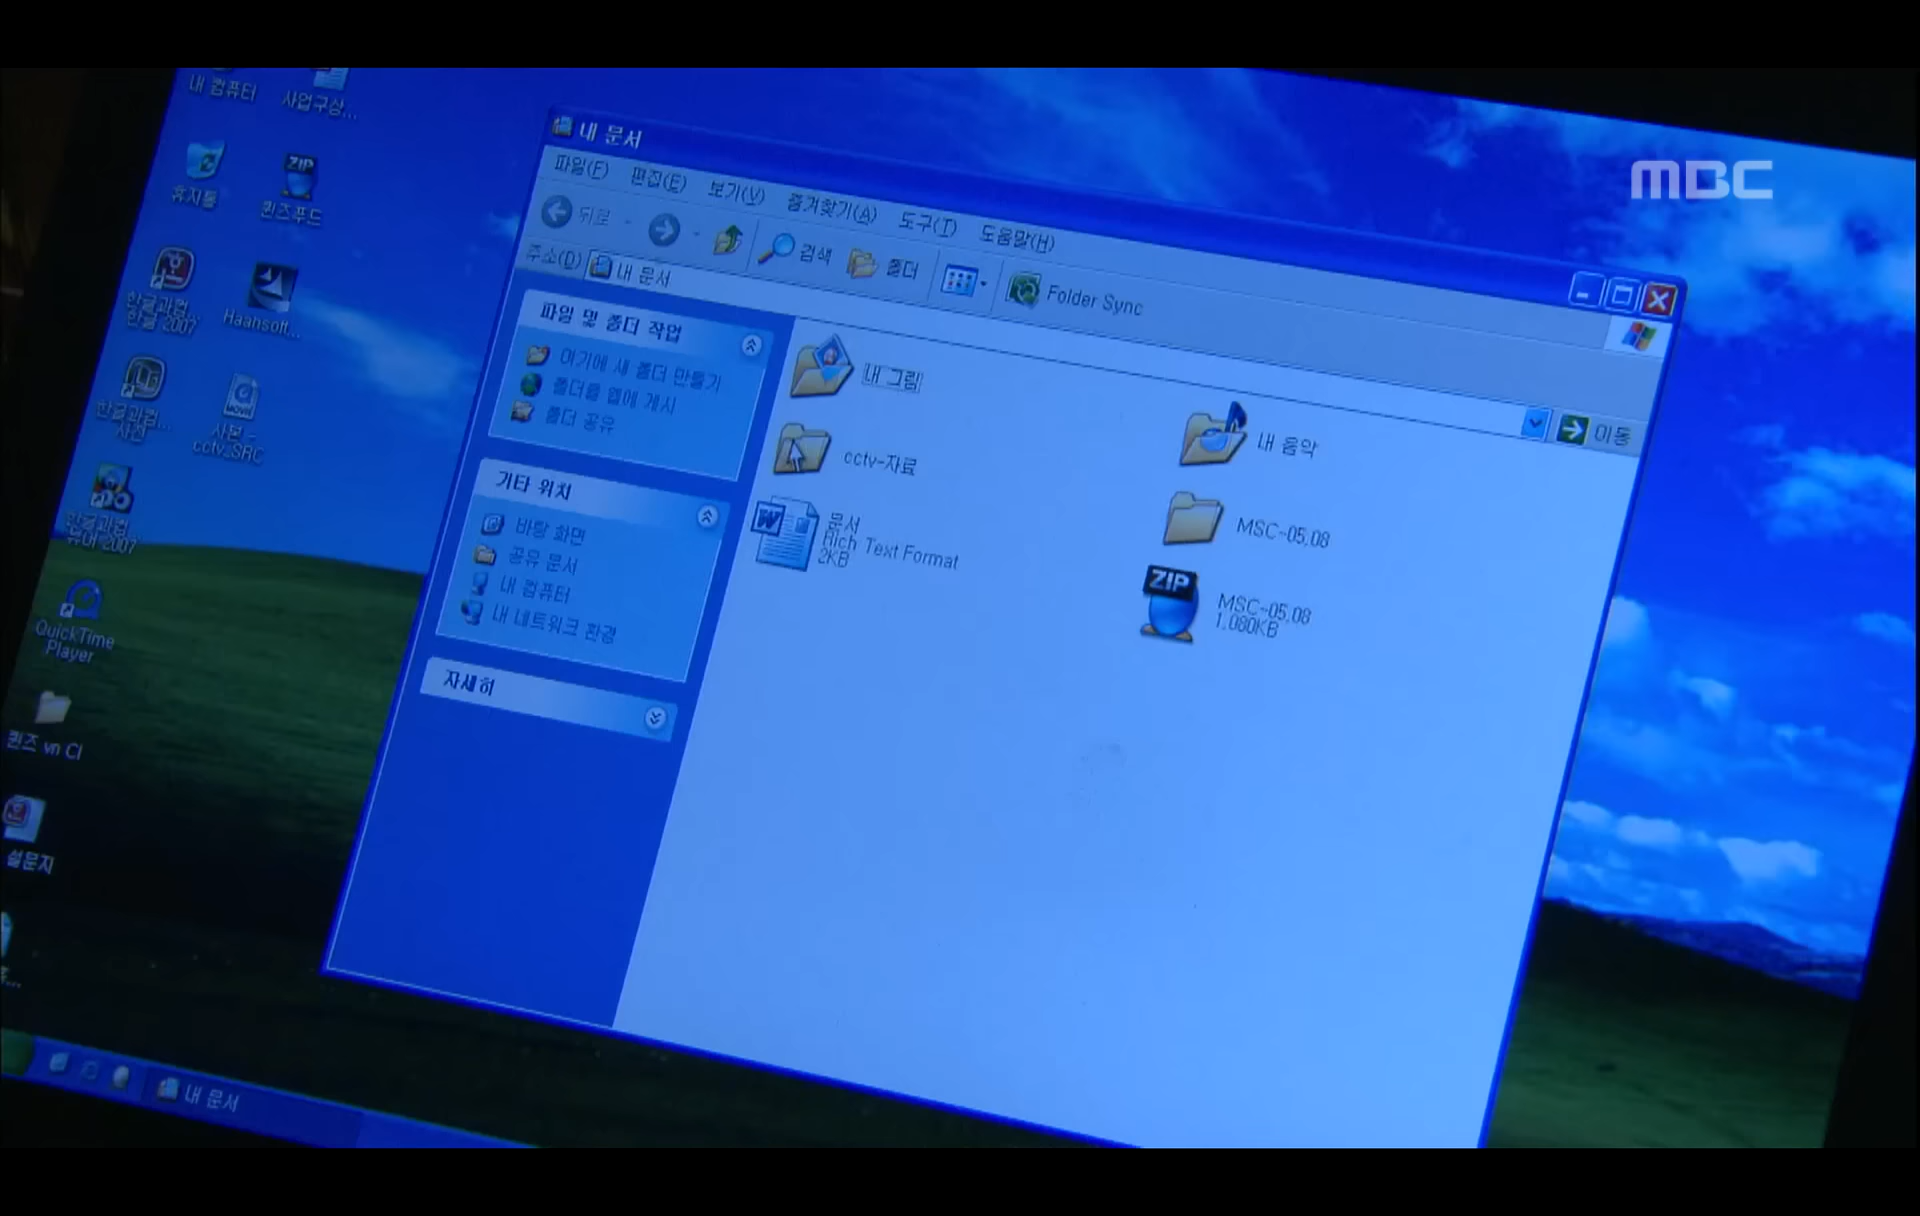 MBC
내 컴퓨터
사업구상...
휴지통
ZIP
퀸즈푸드
한글과컴...
한글 2007
Haansoft...
한글과컴...
사전
MOVIE
사본 -
cctv_SRC
한글과컴...
2007
QuickTime
Player
퀸즈 vn CI
설문지
내 문서
파일(F) 편집(E) 보기(V) 즐겨찾기(A) 도구(T) 도움말(H)
뒤로 검색 폴더 Folder Sync
주소(D) 내 문서 이동
파일 및 폴더 작업
여기에 새 폴더 만들기
폴더를 웹에 게시
폴더 공유
기타 위치
바탕 화면
공유 문서
내 컴퓨터
내 네트워크 환경
자세히
내 그림
내 음악
cctv-자료
MSC-05.08
W
문서
Rich Text Format
2KB
ZIP
MSC-05.08
1,080KB
내 문서